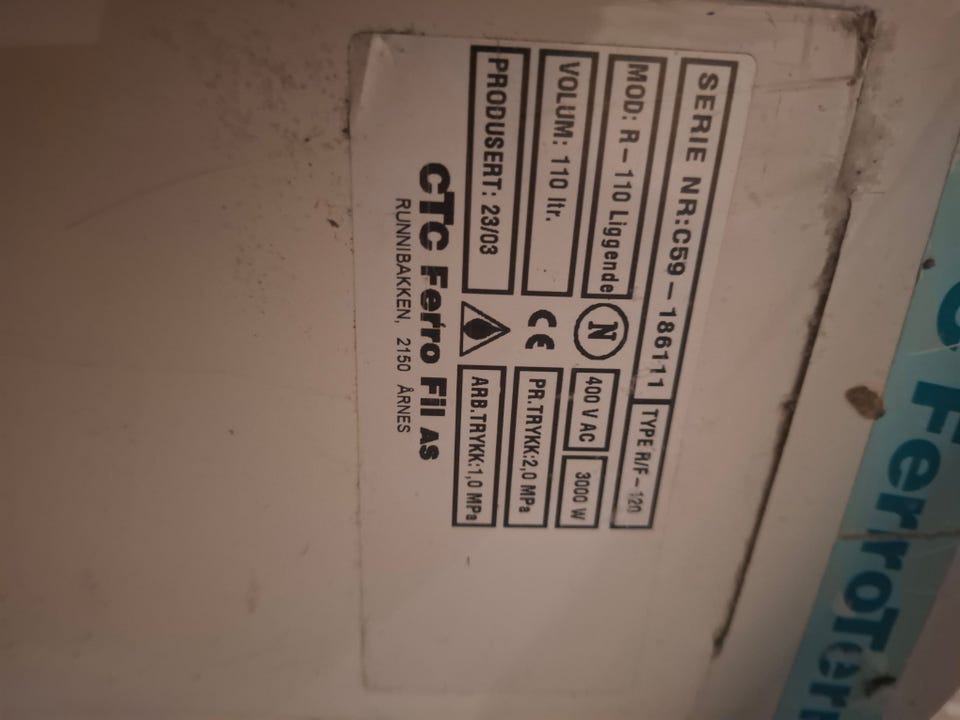 SERIE NR:C59-186111 TYPE R/F-120
MOD: R-110 Liggende N 400 V AC 3000 W
VOLUM: 110 ltr. CE PR.TRYKK:2,0 MPa
PRODUSERT: 23/03 ARB.TRYKK:1,0 MPa
CTC Ferro Fil AS
RUNNIBAKKEN, 2150 ÅRNES
C FerroTerm